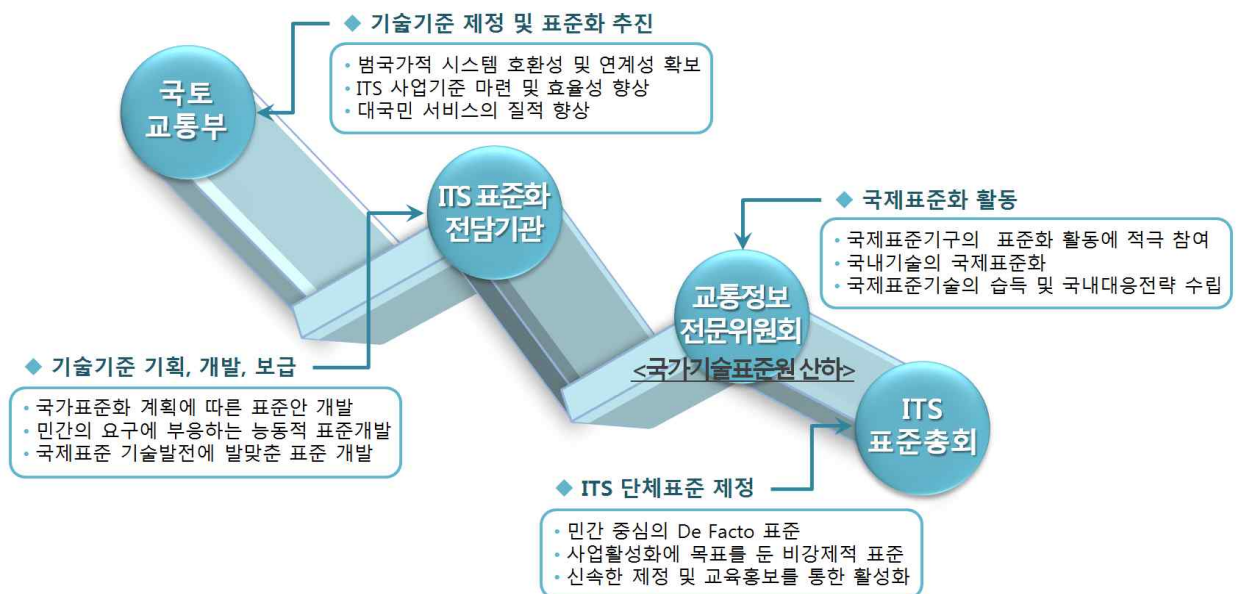 ◆ 기술기준 제정 및 표준화 추진
• 범국가적 시스템 호환성 및 연계성 확보
• ITS 사업기준 마련 및 효율성 향상
• 대국민 서비스의 질적 향상
국토
교통부
ITS 표준화
전담기관
◆ 국제표준화 활동
• 국제표준기구의 표준화 활동에 적극 참여
• 국내기술의 국제표준화
• 국제표준기술의 습득 및 국내대응전략 수립
교통정보
전문위원회
<국가기술표준원 산하>
◆ 기술기준 기획, 개발, 보급
• 국가표준화 계획에 따른 표준안 개발
• 민간의 요구에 부응하는 능동적 표준개발
• 국제표준 기술발전에 발맞춘 표준 개발
ITS
표준총회
◆ ITS 단체표준 제정
• 민간 중심의 De Facto 표준
• 사업활성화에 목표를 둔 비강제적 표준
• 신속한 제정 및 교육홍보를 통한 활성화